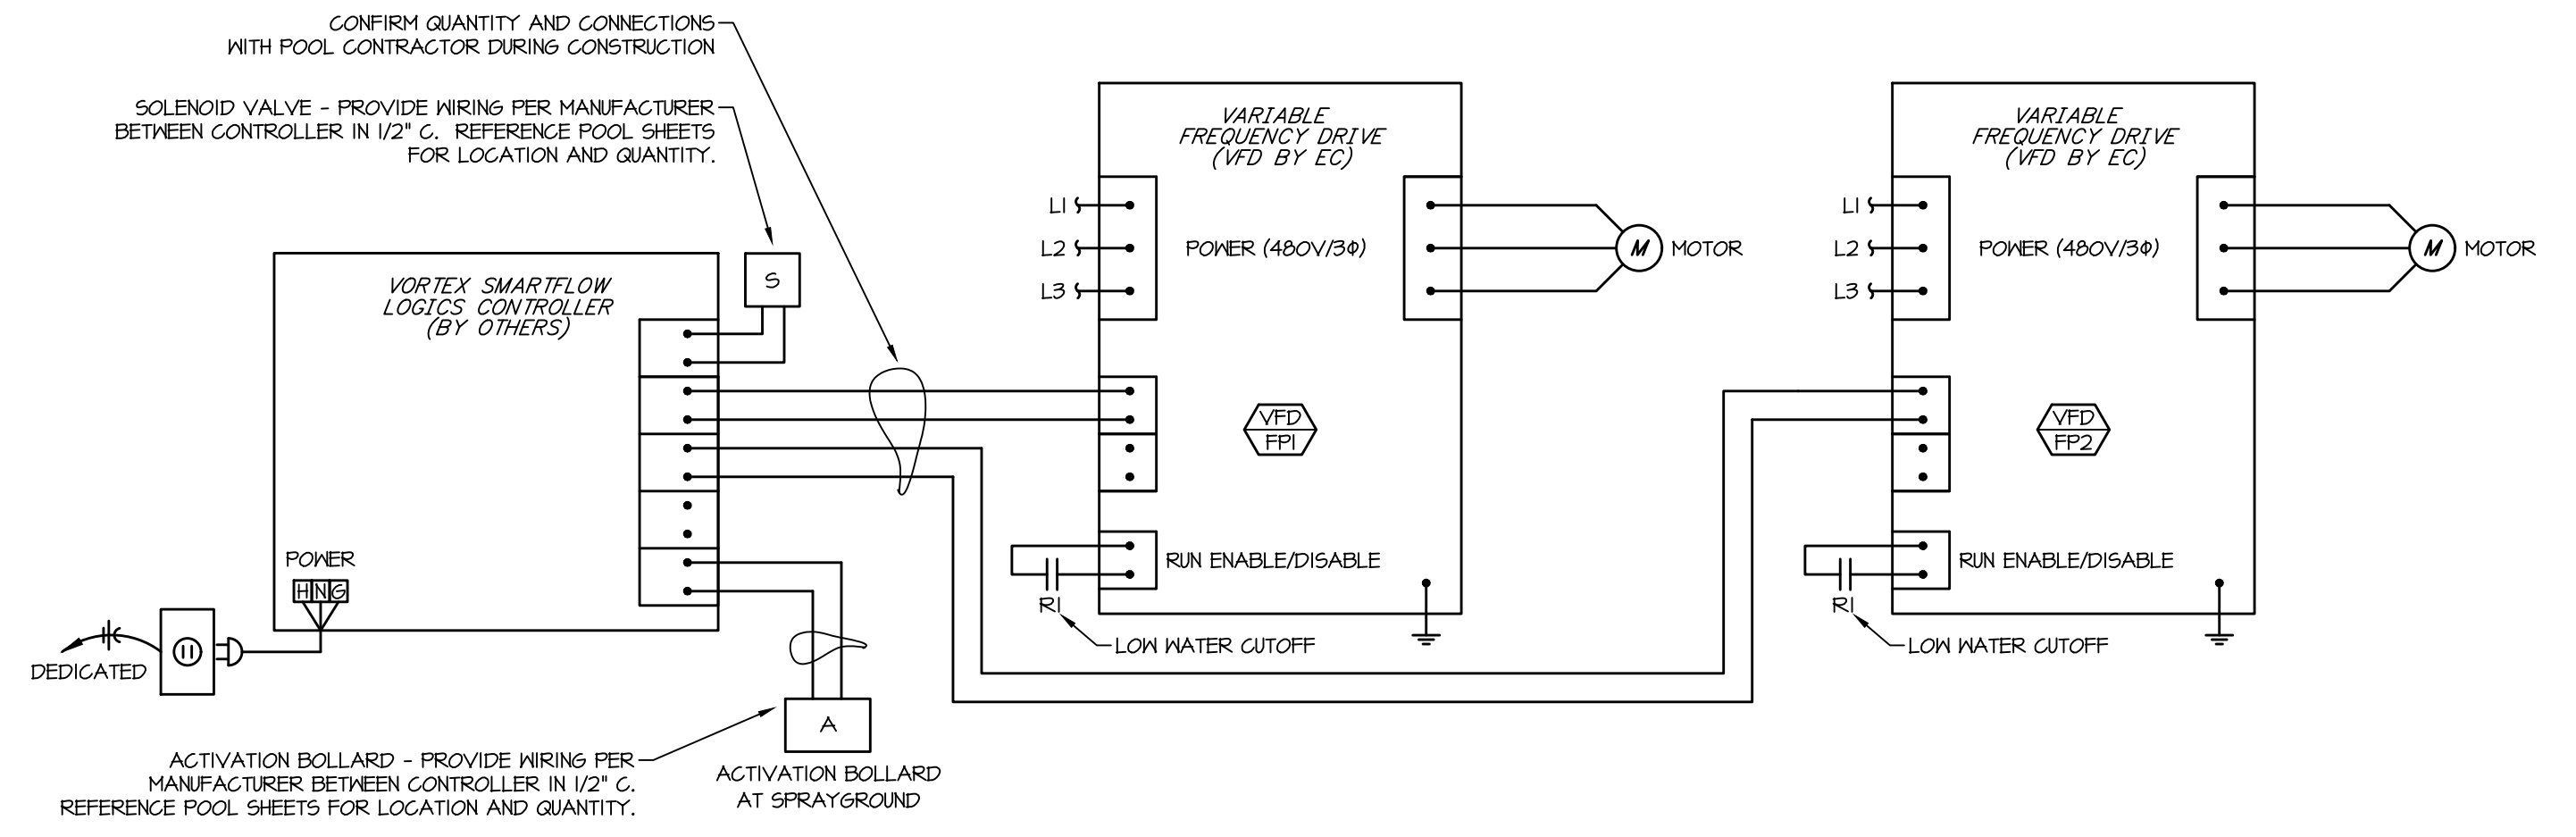 CONFIRM QUANTITY AND CONNECTIONS
WITH POOL CONTRACTOR DURING CONSTRUCTION
SOLENOID VALVE - PROVIDE WIRING PER MANUFACTURER
BETWEEN CONTROLLER IN 1/2" C. REFERENCE POOL SHEETS
FOR LOCATION AND QUANTITY.
VORTEX SMARTFLOW
LOGICS CONTROLLER
(BY OTHERS)
S
POWER
H N G
DEDICATED
ACTIVATION BOLLARD - PROVIDE WIRING PER
MANUFACTURER BETWEEN CONTROLLER IN 1/2" C.
REFERENCE POOL SHEETS FOR LOCATION AND QUANTITY.
A
ACTIVATION BOLLARD
AT SPRAYGROUND
VARIABLE
FREQUENCY DRIVE
(VFD BY EC)
L1
L2
L3
POWER (480V/3Φ)
M
MOTOR
VFD
FP1
RUN ENABLE/DISABLE
R1
LOW WATER CUTOFF
VARIABLE
FREQUENCY DRIVE
(VFD BY EC)
L1
L2
L3
POWER (480V/3Φ)
M
MOTOR
VFD
FP2
RUN ENABLE/DISABLE
R1
LOW WATER CUTOFF